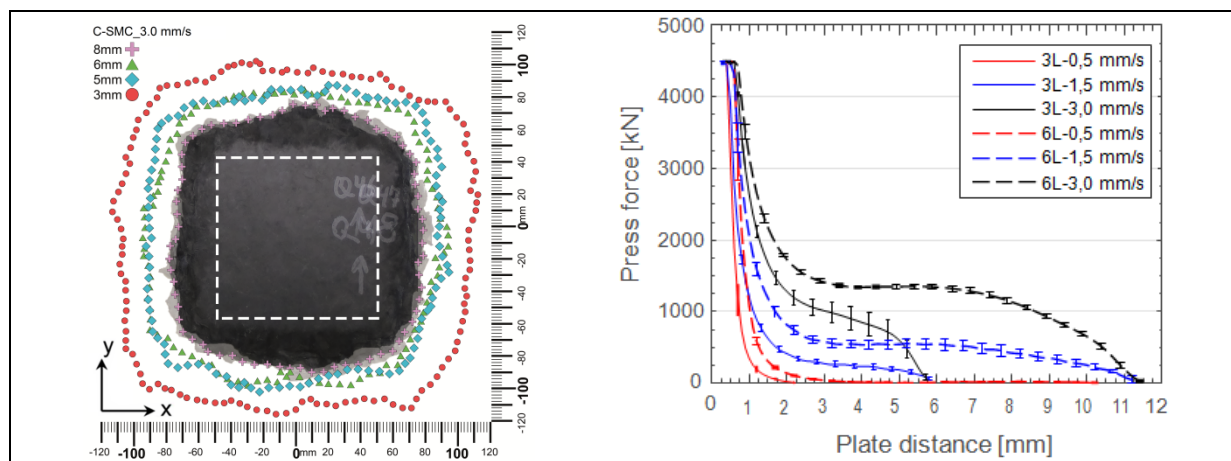 C-SMC_3.0 mm/s
8mm
6mm
5mm
3mm
y
x
120
100
80
60
40
20
0mm
-20
-40
-60
-80
-100
-120
-120 -100 -80 -60 -40 -20 0mm 20 40 60 80 100 120
Press force [kN]
5000
4500
4000
3000
2000
1000
0
3L-0,5 mm/s
3L-1,5 mm/s
3L-3,0 mm/s
6L-0,5 mm/s
6L-1,5 mm/s
6L-3,0 mm/s
0 1 2 3 4 5 6 7 8 9 10 11 12
Plate distance [mm]